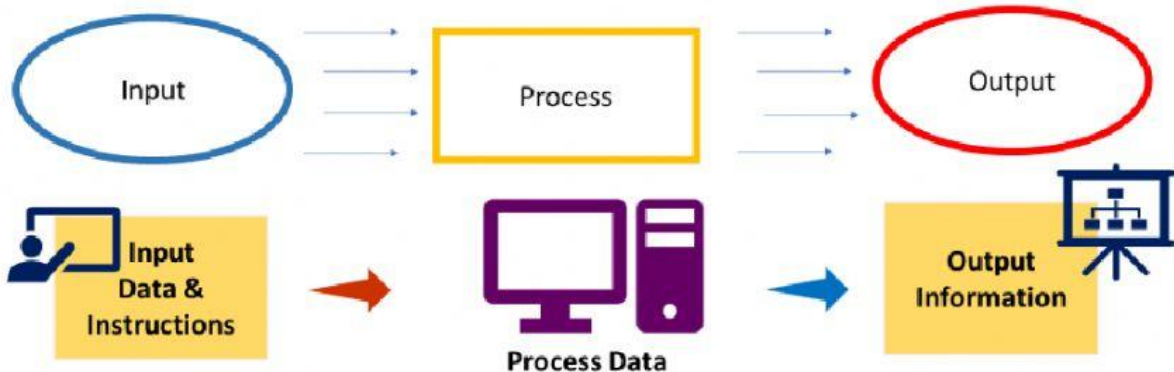 Input
Process
Output
Input
Data &
Instructions
Process Data
Output
Information